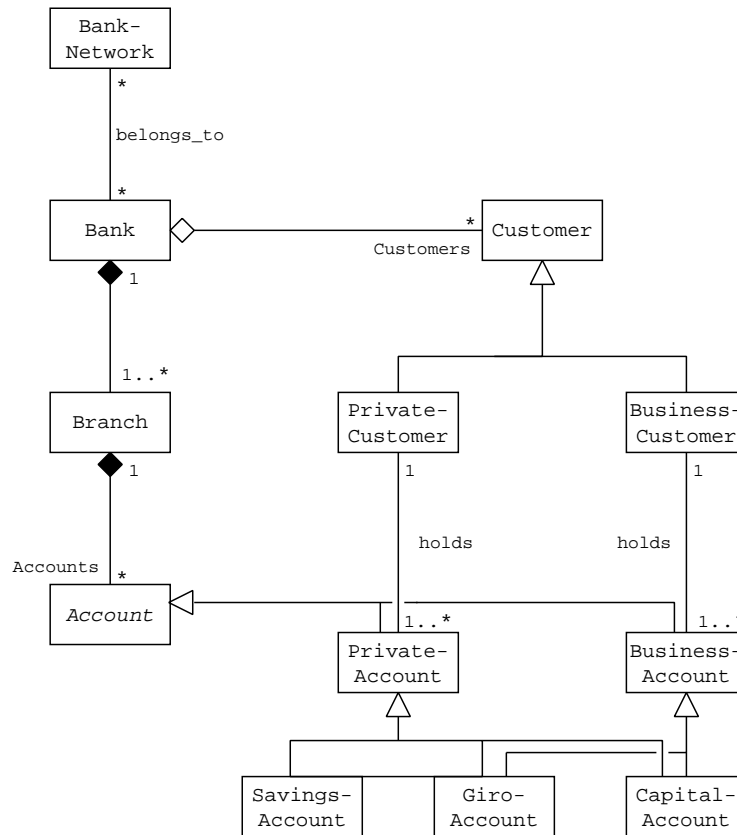 Bank-
Network
*
belongs_to
*
Bank
*
Customer
Customers
1
1..*
Branch
Private-
Customer
Business-
Customer
1
1
1
holds
holds
Accounts
*
Account
1..*
1..*
Private-
Account
Business-
Account
Savings-
Account
Giro-
Account
Capital-
Account